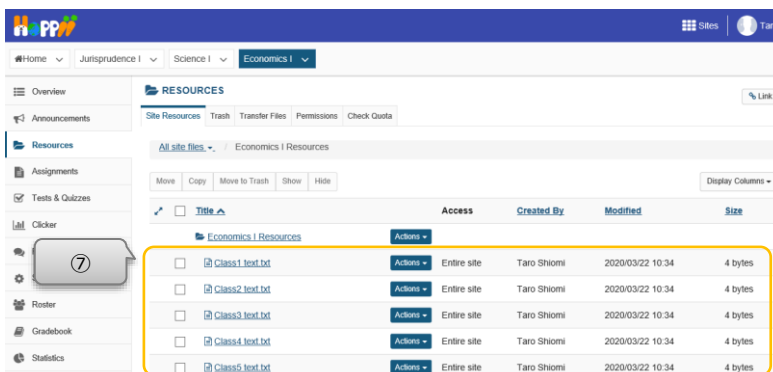 HOPPII
Sites
Tar
Home Jurisprudence I Science I Economics I
Overview
Announcements
Resources
Assignments
Tests & Quizzes
Clicker
⑦
Roster
Gradebook
Statistics
RESOURCES
Link
Site Resources Trash Transfer Files Permissions Check Quota
All site files / Economics I Resources
Move Copy Move to Trash Show Hide
Display Columns
Title Access Created By Modified Size
Economics I Resources Actions
Class1 text.txt Actions Entire site Taro Shiomi 2020/03/22 10:34 4 bytes
Class2 text.txt Actions Entire site Taro Shiomi 2020/03/22 10:34 4 bytes
Class3 text.txt Actions Entire site Taro Shiomi 2020/03/22 10:34 4 bytes
Class4 text.txt Actions Entire site Taro Shiomi 2020/03/22 10:34 4 bytes
Class5 text.txt Actions Entire site Taro Shiomi 2020/03/22 10:34 4 bytes